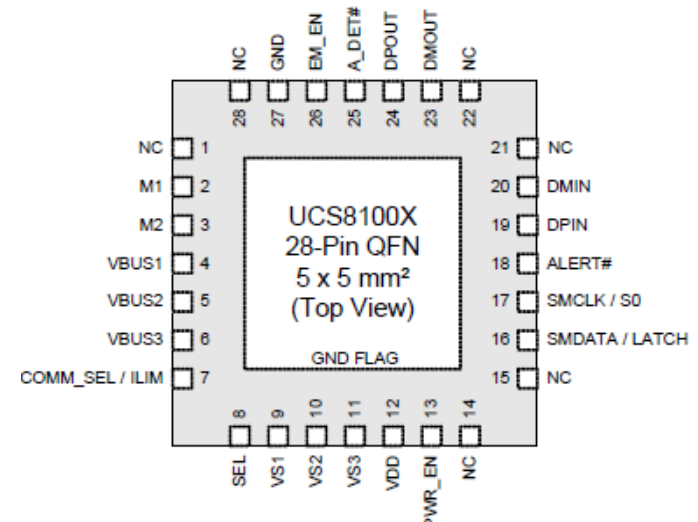 NC
GND
EM_EN
A_DET#
DPOUT
DMOUT
NC
28
27
26
25
24
23
22
NC 1
M1 2
M2 3
VBUS1 4
VBUS2 5
VBUS3 6
COMM_SEL / ILIM 7
UCS8100X
28-Pin QFN
5 x 5 mm²
(Top View)
GND FLAG
21 NC
20 DMIN
19 DPIN
18 ALERT#
17 SMCLK / S0
16 SMDATA / LATCH
15 NC
8
9
10
11
12
13
14
SEL
VS1
VS2
VS3
VDD
PWR_EN
NC